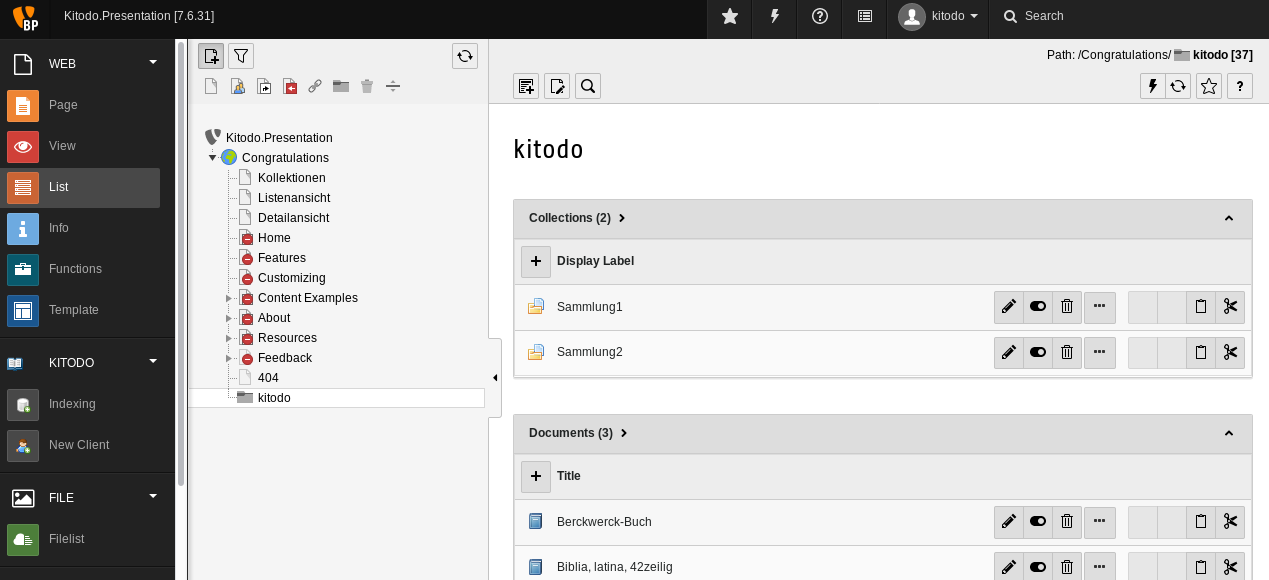 BP
Kitodo.Presentation [7.6.31]
kitodo
Search
WEB
Page
View
List
Info
Functions
Template
KITODO
Indexing
New Client
FILE
Filelist
Kitodo.Presentation
Congratulations
Kollektionen
Listenansicht
Detailansicht
Home
Features
Customizing
Content Examples
About
Resources
Feedback
404
kitodo
Path: /Congratulations/ kitodo [37]
?
kitodo
Collections (2)
Display Label
Sammlung1
Sammlung2
Documents (3)
Title
Berckwerck-Buch
Biblia, latina, 42zeilig